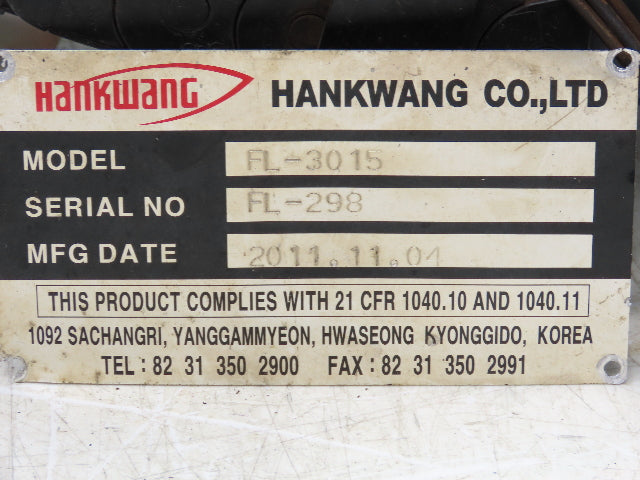 HANKWANG HANKWANG CO.,LTD
MODEL FL-3015
SERIAL NO FL-298
MFG DATE 2011.11.04
THIS PRODUCT COMPLIES WITH 21 CFR 1040.10 AND 1040.11
1092 SACHANGRI, YANGGAMMYEON, HWASEONG KYONGGIDO, KOREA
TEL : 82 31 350 2900 FAX : 82 31 350 2991